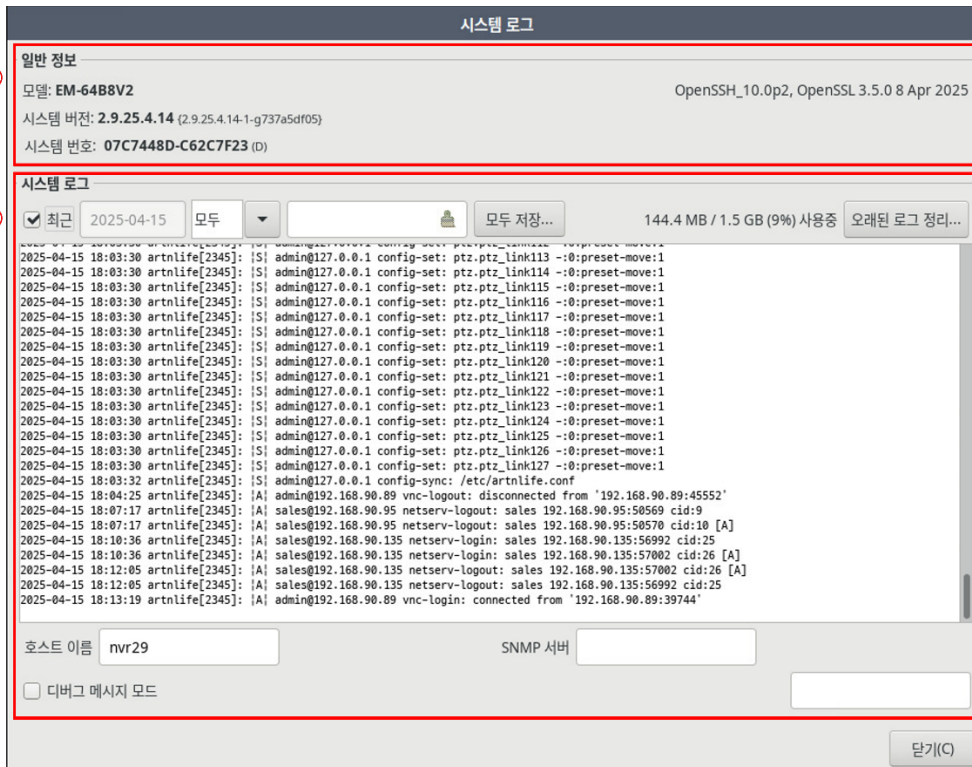 시스템 로그
일반 정보
모델: EM-64B8V2
OpenSSH_10.0p2, OpenSSL 3.5.0 8 Apr 2025
시스템 버전: 2.9.25.4.14 {2.9.25.4.14-1-g737a5df05}
시스템 번호: 07C7448D-C62C7F23 (D)
시스템 로그
최근 2025-04-15 모두 모두 저장... 144.4 MB / 1.5 GB (9%) 사용중 오래된 로그 정리...
2025-04-15 18:03:30 artnlife[2345]: |S| admin@127.0.0.1 config-set: ptz.ptz_link112 -:0:preset-move:1
2025-04-15 18:03:30 artnlife[2345]: |S| admin@127.0.0.1 config-set: ptz.ptz_link113 -:0:preset-move:1
2025-04-15 18:03:30 artnlife[2345]: |S| admin@127.0.0.1 config-set: ptz.ptz_link114 -:0:preset-move:1
2025-04-15 18:03:30 artnlife[2345]: |S| admin@127.0.0.1 config-set: ptz.ptz_link115 -:0:preset-move:1
2025-04-15 18:03:30 artnlife[2345]: |S| admin@127.0.0.1 config-set: ptz.ptz_link116 -:0:preset-move:1
2025-04-15 18:03:30 artnlife[2345]: |S| admin@127.0.0.1 config-set: ptz.ptz_link117 -:0:preset-move:1
2025-04-15 18:03:30 artnlife[2345]: |S| admin@127.0.0.1 config-set: ptz.ptz_link118 -:0:preset-move:1
2025-04-15 18:03:30 artnlife[2345]: |S| admin@127.0.0.1 config-set: ptz.ptz_link119 -:0:preset-move:1
2025-04-15 18:03:30 artnlife[2345]: |S| admin@127.0.0.1 config-set: ptz.ptz_link120 -:0:preset-move:1
2025-04-15 18:03:30 artnlife[2345]: |S| admin@127.0.0.1 config-set: ptz.ptz_link121 -:0:preset-move:1
2025-04-15 18:03:30 artnlife[2345]: |S| admin@127.0.0.1 config-set: ptz.ptz_link122 -:0:preset-move:1
2025-04-15 18:03:30 artnlife[2345]: |S| admin@127.0.0.1 config-set: ptz.ptz_link123 -:0:preset-move:1
2025-04-15 18:03:30 artnlife[2345]: |S| admin@127.0.0.1 config-set: ptz.ptz_link124 -:0:preset-move:1
2025-04-15 18:03:30 artnlife[2345]: |S| admin@127.0.0.1 config-set: ptz.ptz_link125 -:0:preset-move:1
2025-04-15 18:03:30 artnlife[2345]: |S| admin@127.0.0.1 config-set: ptz.ptz_link126 -:0:preset-move:1
2025-04-15 18:03:30 artnlife[2345]: |S| admin@127.0.0.1 config-set: ptz.ptz_link127 -:0:preset-move:1
2025-04-15 18:03:32 artnlife[2345]: |S| admin@127.0.0.1 config-sync: /etc/artnlife.conf
2025-04-15 18:04:25 artnlife[2345]: |A| admin@192.168.90.89 vnc-logout: disconnected from '192.168.90.89:45552'
2025-04-15 18:07:17 artnlife[2345]: |A| sales@192.168.90.95 netserv-logout: sales 192.168.90.95:50569 cid:9
2025-04-15 18:07:17 artnlife[2345]: |A| sales@192.168.90.95 netserv-logout: sales 192.168.90.95:50570 cid:10 [A]
2025-04-15 18:10:36 artnlife[2345]: |A| sales@192.168.90.135 netserv-login: sales 192.168.90.135:56992 cid:25
2025-04-15 18:10:36 artnlife[2345]: |A| sales@192.168.90.135 netserv-login: sales 192.168.90.135:57002 cid:26 [A]
2025-04-15 18:12:05 artnlife[2345]: |A| sales@192.168.90.135 netserv-logout: sales 192.168.90.135:57002 cid:26 [A]
2025-04-15 18:12:05 artnlife[2345]: |A| sales@192.168.90.135 netserv-logout: sales 192.168.90.135:56992 cid:25
2025-04-15 18:13:19 artnlife[2345]: |A| admin@192.168.90.89 vnc-login: connected from '192.168.90.89:39744'
호스트 이름 nvr29 SNMP 서버
디버그 메시지 모드
닫기(C)